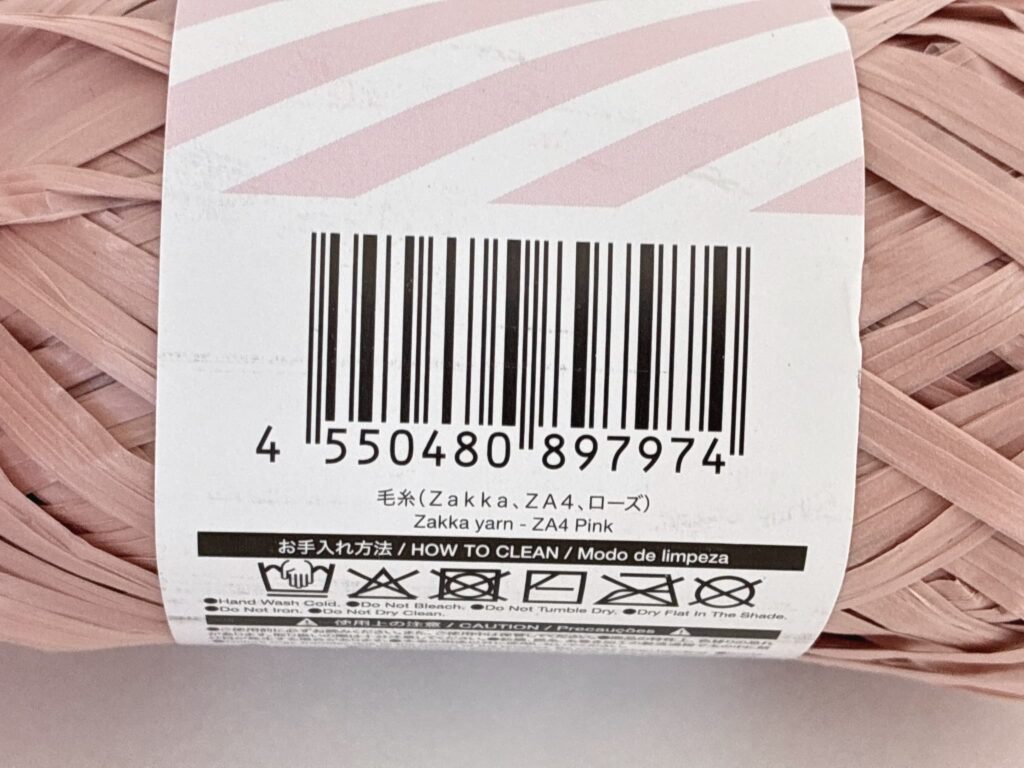 4 550480 897974
毛糸(Zakka、ZA4、ローズ)
Zakka yarn - ZA4 Pink
お手入れ方法 / HOW TO CLEAN / Modo de limpeza
●Hand Wash Cold. ●Do Not Bleach. ●Do Not Tumble Dry. ●Dry Flat In The Shade.
●Do Not Iron. ●Do Not Dry Clean.
使用上の注意 / CAUTION / Precauções